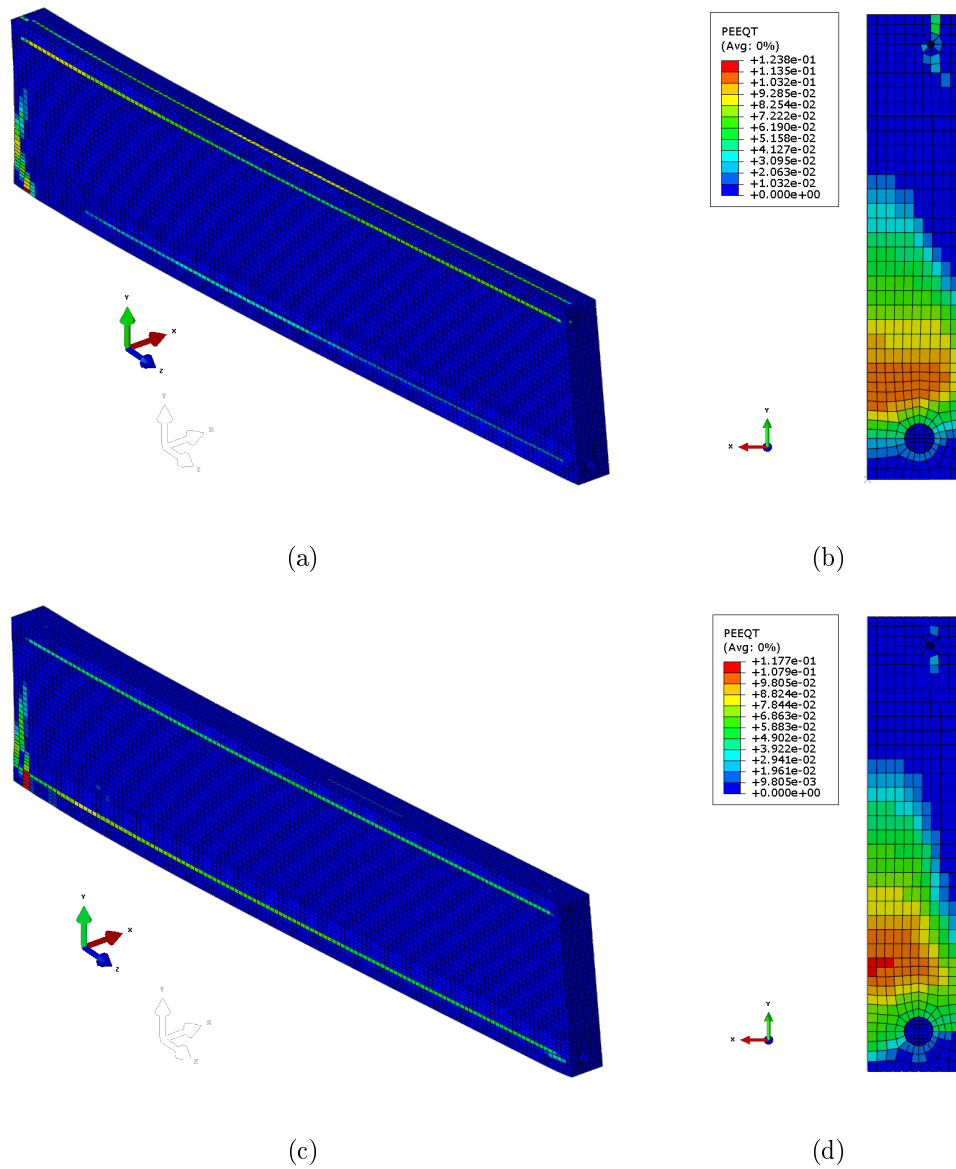 PEEQT
(Avg: 0%)
+1.238e-01
+1.135e-01
+1.032e-01
+9.285e-02
+8.254e-02
+7.222e-02
+6.190e-02
+5.158e-02
+4.127e-02
+3.095e-02
+2.063e-02
+1.032e-02
+0.000e+00
Y
X
Z
Y
X
Z
Y
X
(a)
(b)
PEEQT
(Avg: 0%)
+1.177e-01
+1.079e-01
+9.805e-02
+8.824e-02
+7.844e-02
+6.863e-02
+5.883e-02
+4.902e-02
+3.922e-02
+2.941e-02
+1.961e-02
+9.805e-03
+0.000e+00
Y
X
Z
Y
X
Z
Y
X
(c)
(d)